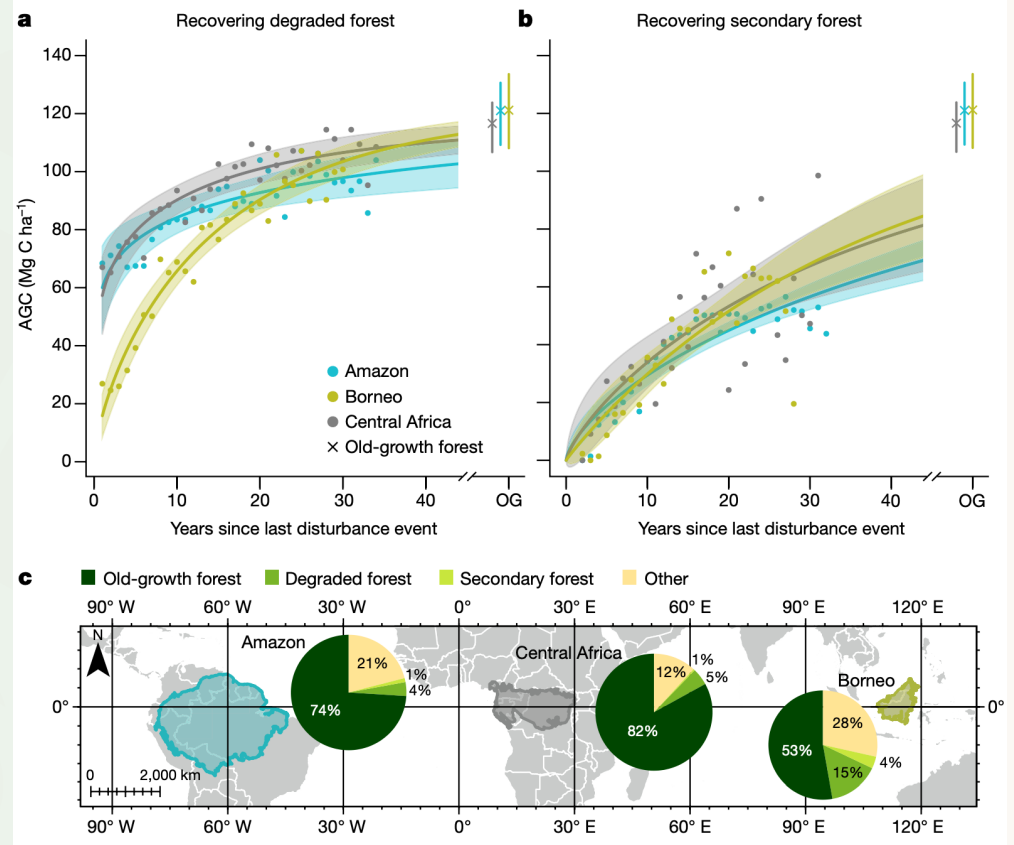 a Recovering degraded forest
140
120
100
80
60
40
20
0
AGC (Mg C ha⁻¹)
Amazon
Borneo
Central Africa
Old-growth forest
0 10 20 30 40 OG
Years since last disturbance event
b Recovering secondary forest
0 10 20 30 40 OG
Years since last disturbance event
c Old-growth forest Degraded forest Secondary forest Other
90° W 60° W 30° W 0° 30° E 60° E 90° E 120° E
N
Amazon
21%
1%
4%
74%
Central Africa
12%
1%
5%
82%
Borneo
28%
4%
15%
53%
0° 0°
0 2,000 km
90° W 60° W 30° W 0° 30° E 60° E 90° E 120° E